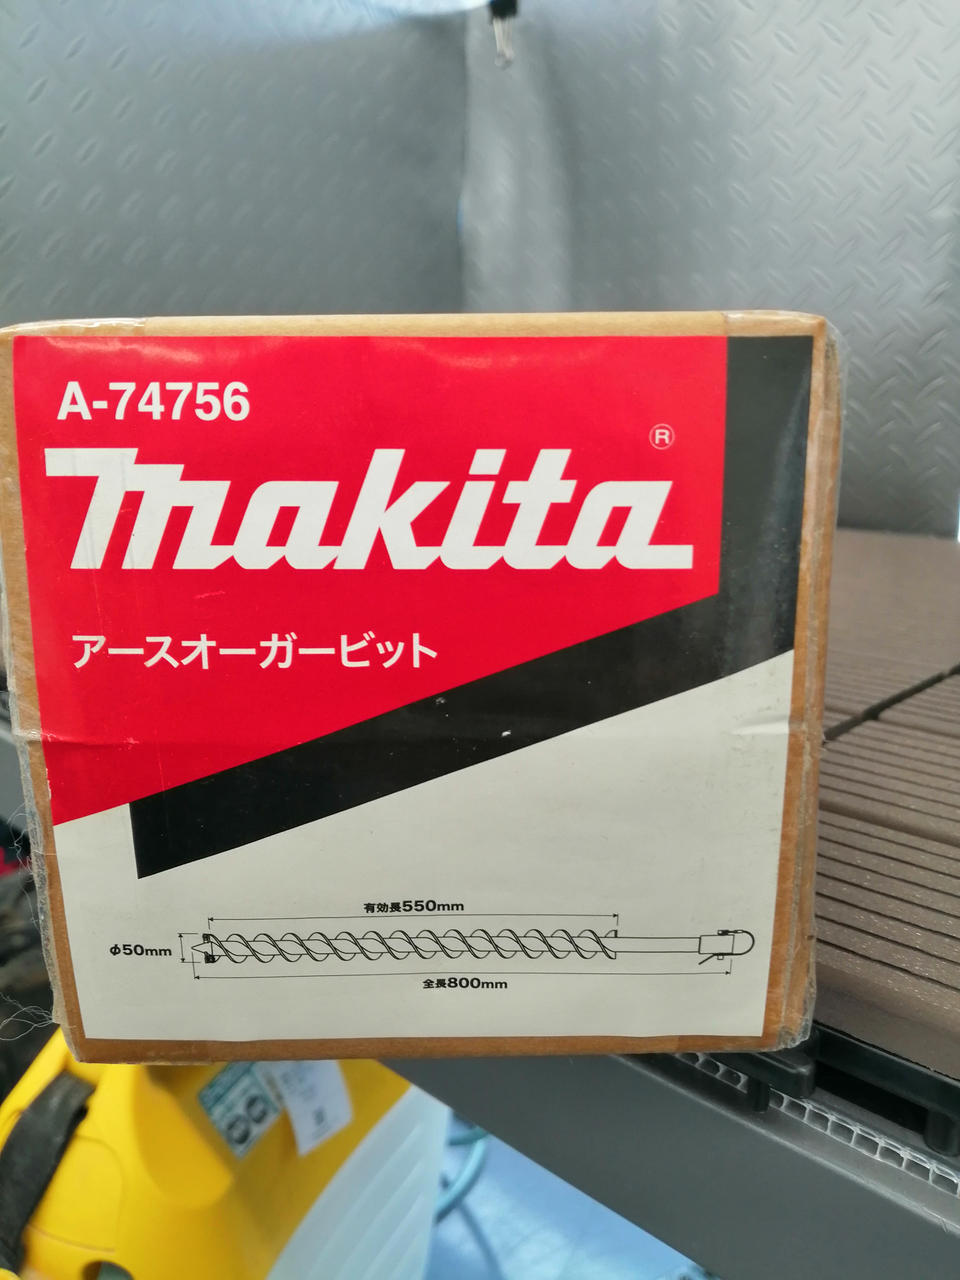 A-74756
makita®
アースオーガービット
有効長550mm
φ50mm
全長800mm